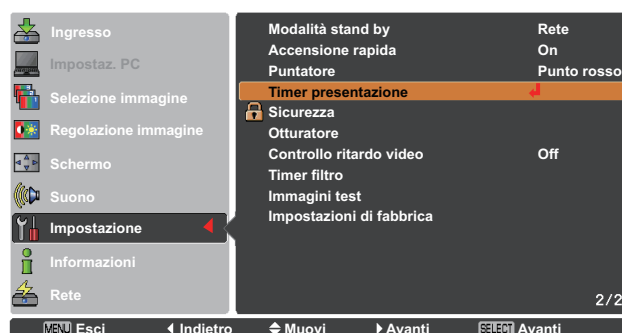 Ingresso
Impostaz. PC
Selezione immagine
Regolazione immagine
Schermo
Suono
Impostazione
Informazioni
Rete
Modalità stand by Rete
Accensione rapida On
Puntatore Punto rosso
Timer presentazione
Sicurezza
Otturatore
Controllo ritardo video Off
Timer filtro
Immagini test
Impostazioni di fabbrica
2/2
MENU Esci Indietro Muovi Avanti SELECT Avanti